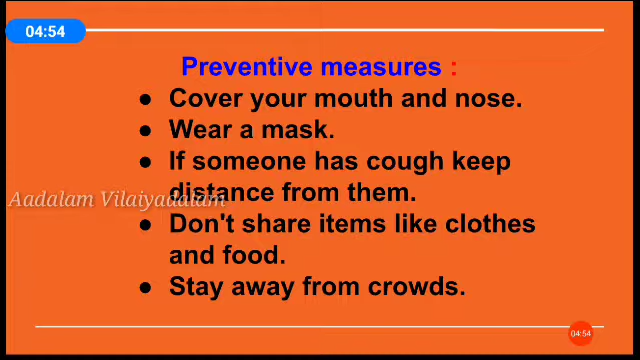 04:54
Preventive measures :
● Cover your mouth and nose.
● Wear a mask.
● If someone has cough keep
distance from them.
Aadalam Vilaiyadalam
● Don't share items like clothes
and food.
● Stay away from crowds.
04:54